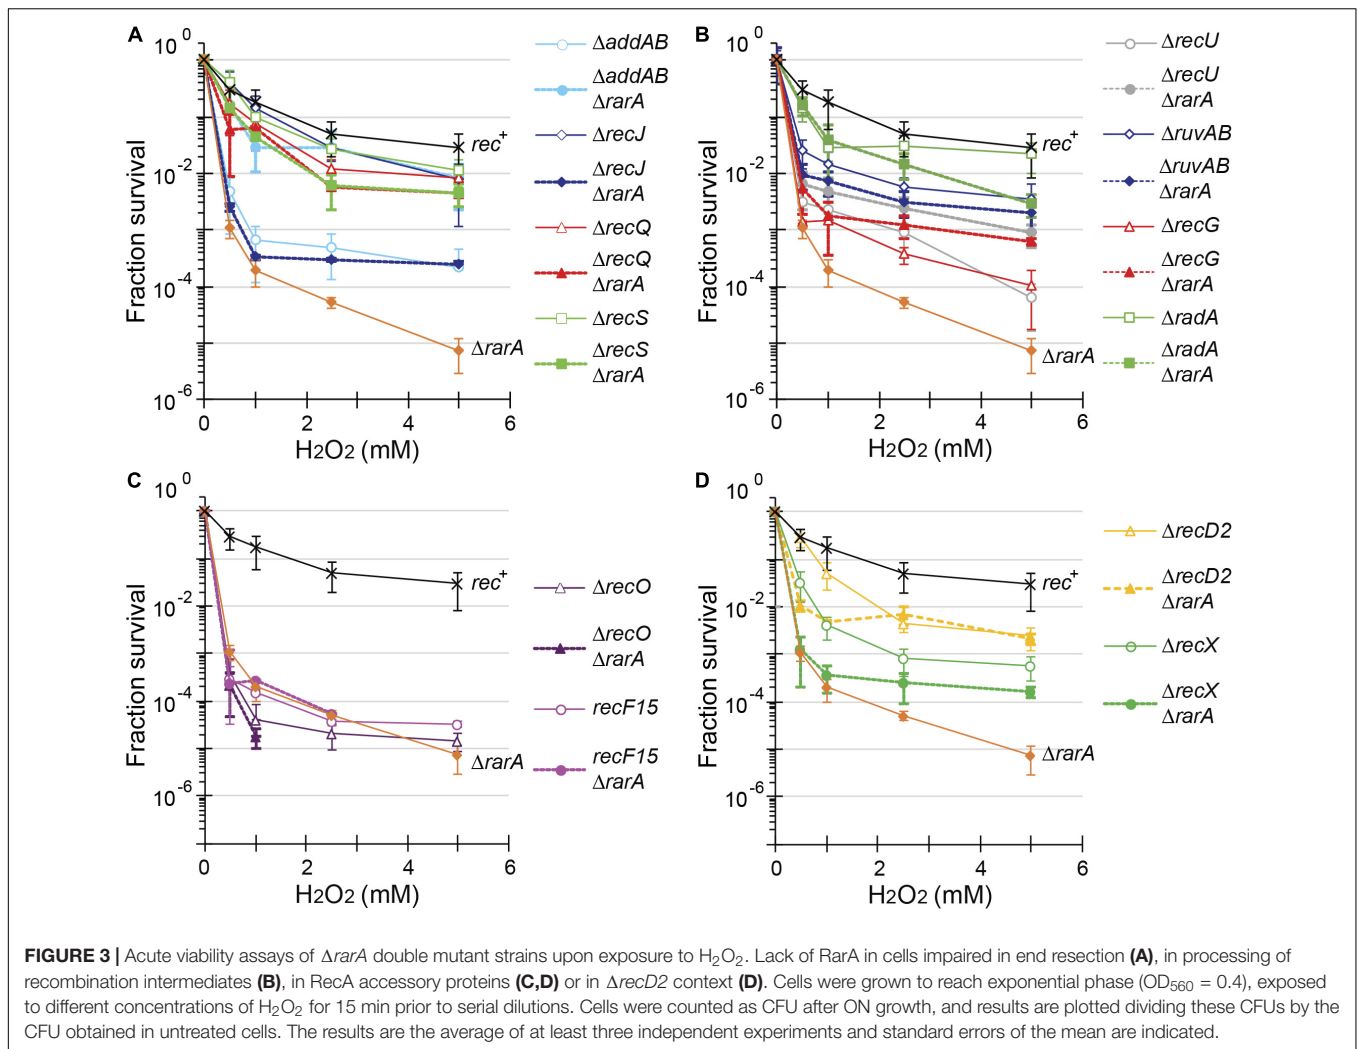 A
10^0
10^-2
10^-4
10^-6
Fraction survival
0
2
4
6
H2O2 (mM)
rec+
ΔrarA
ΔaddAB
ΔaddAB
ΔrarA
ΔrecJ
ΔrecJ
ΔrarA
ΔrecQ
ΔrecQ
ΔrarA
ΔrecS
ΔrecS
ΔrarA
B
10^0
10^-2
10^-4
10^-6
Fraction survival
0
2
4
6
H2O2 (mM)
rec+
ΔrarA
ΔrecU
ΔrecU
ΔrarA
ΔruvAB
ΔruvAB
ΔrarA
ΔrecG
ΔrecG
ΔrarA
ΔradA
ΔradA
ΔrarA
C
10^0
10^-2
10^-4
10^-6
Fraction survival
0
2
4
6
H2O2 (mM)
rec+
ΔrarA
ΔrecO
ΔrecO
ΔrarA
recF15
recF15
ΔrarA
D
10^0
10^-2
10^-4
10^-6
Fraction survival
0
2
4
6
H2O2 (mM)
rec+
ΔrarA
ΔrecD2
ΔrecD2
ΔrarA
ΔrecX
ΔrecX
ΔrarA
FIGURE 3 | Acute viability assays of ΔrarA double mutant strains upon exposure to H2O2. Lack of RarA in cells impaired in end resection (A), in processing of
recombination intermediates (B), in RecA accessory proteins (C,D) or in ΔrecD2 context (D). Cells were grown to reach exponential phase (OD560 = 0.4), exposed
to different concentrations of H2O2 for 15 min prior to serial dilutions. Cells were counted as CFU after ON growth, and results are plotted dividing these CFUs by the
CFU obtained in untreated cells. The results are the average of at least three independent experiments and standard errors of the mean are indicated.